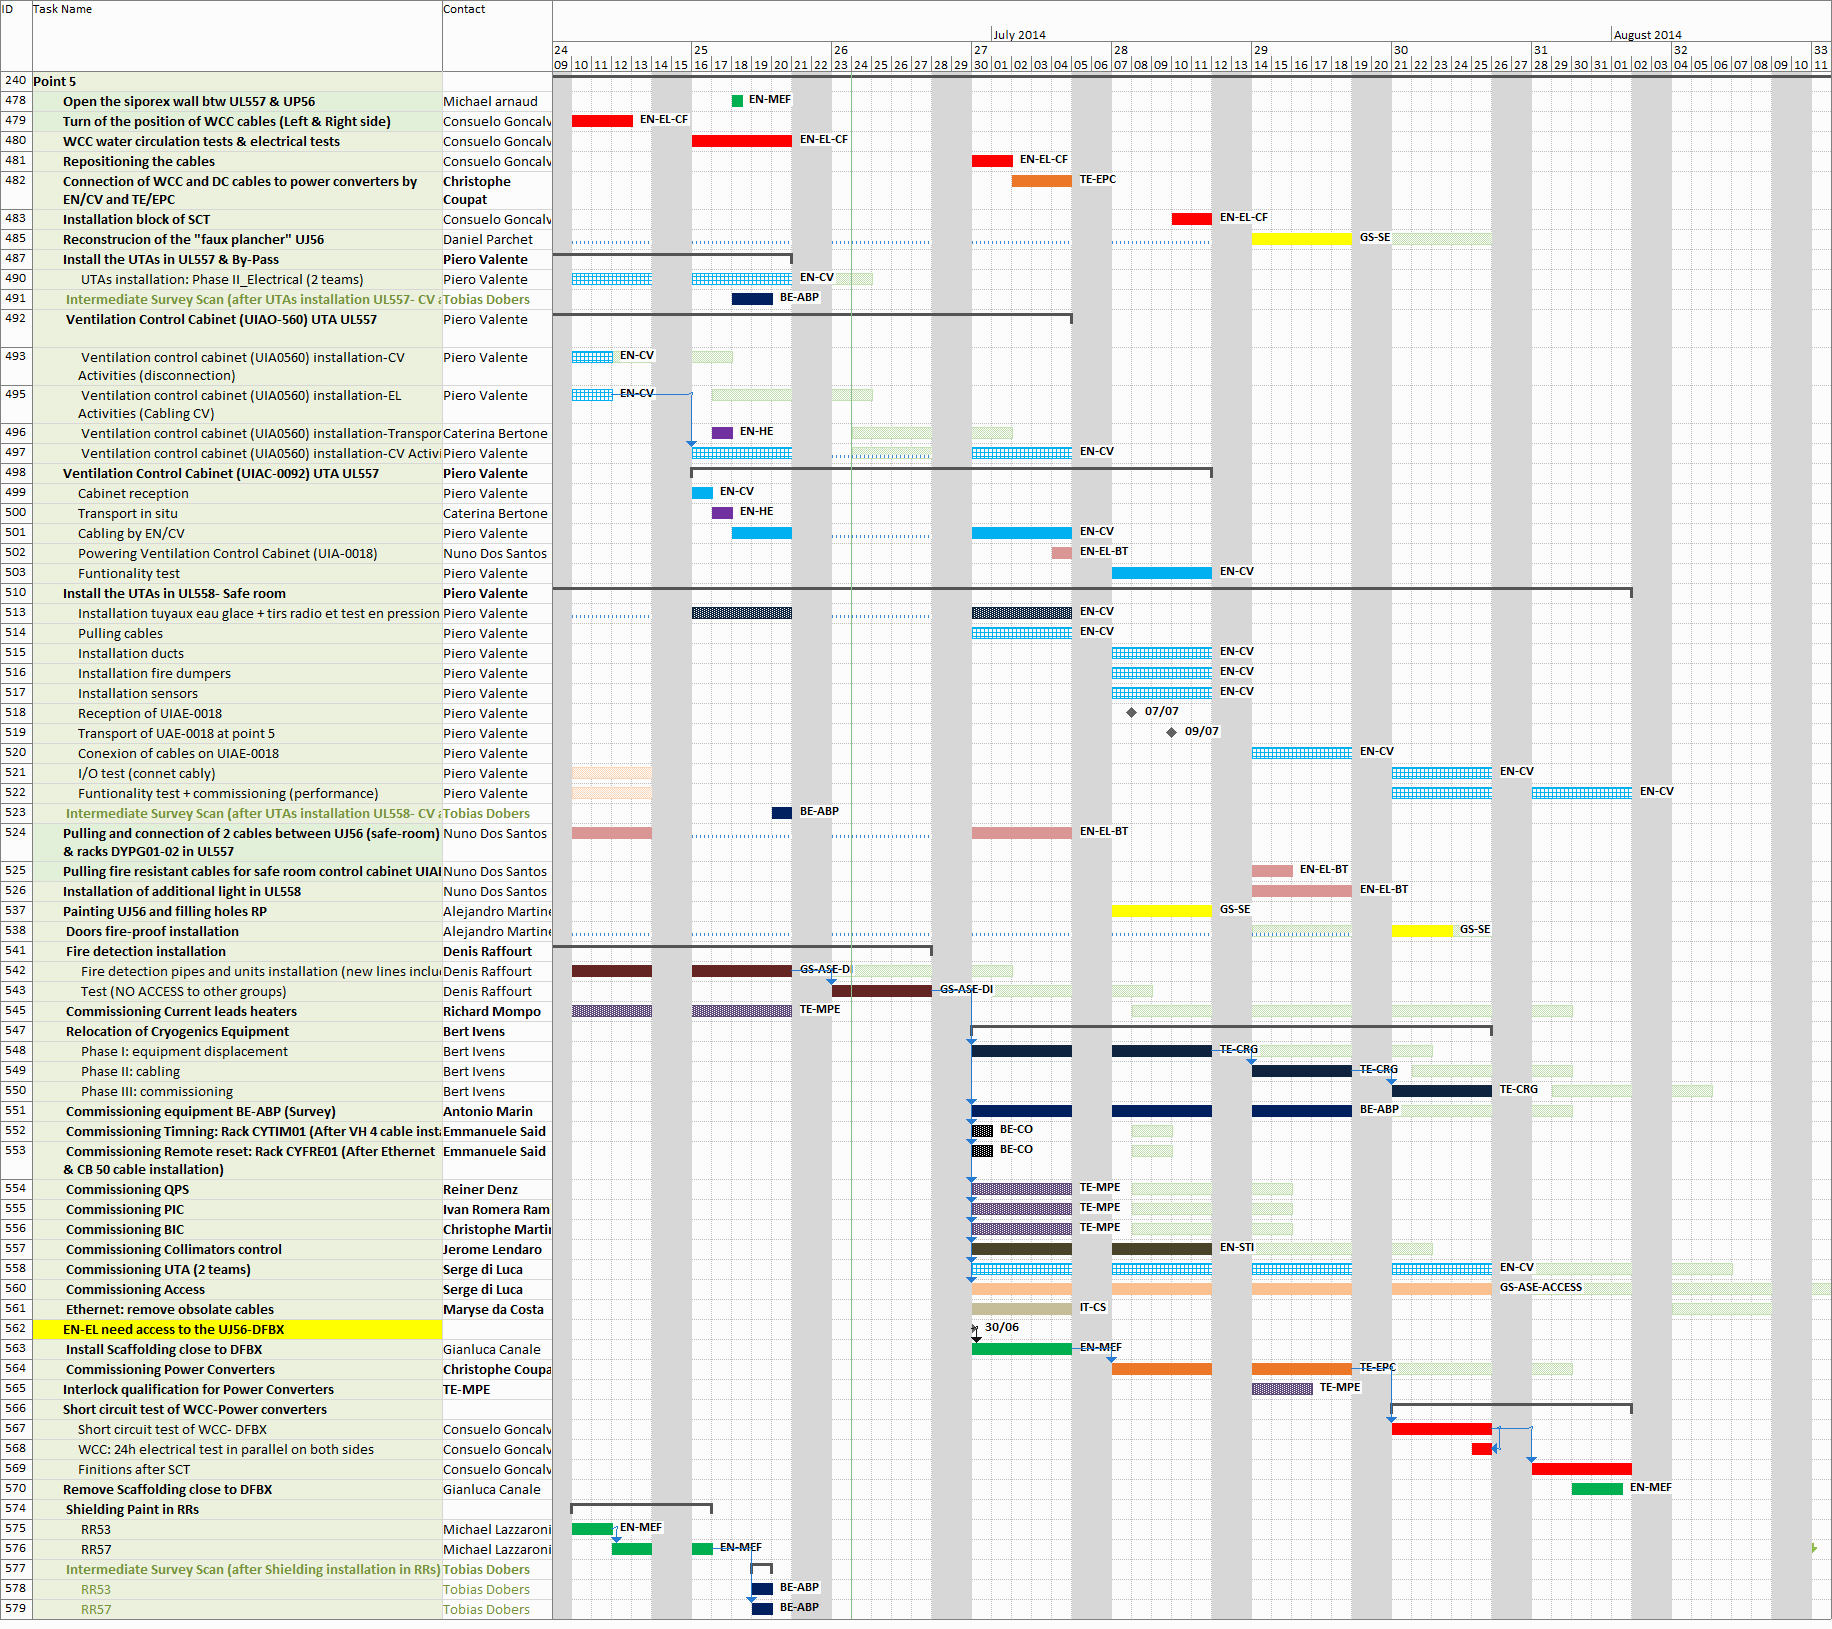 ID Task Name Contact
July 2014 August 2014
24 25 26 27 28 29 30 31 32 33
09 10 11 12 13 14 15 16 17 18 19 20 21 22 23 24 25 26 27 28 29 30 01 02 03 04 05 06 07 08 09 10 11 12 13 14 15 16 17 18 19 20 21 22 23 24 25 26 27 28 29 30 31 01 02 03 04 05 06 07 08 09 10 11
240 Point 5
478 Open the siporex wall btw UL557 & UP56 Michael arnaud EN-MEF
479 Turn of the position of WCC cables (Left & Right side) Consuelo Goncalv EN-EL-CF
480 WCC water circulation tests & electrical tests Consuelo Goncalv EN-EL-CF
481 Repositioning the cables Consuelo Goncalv EN-EL-CF
482 Connection of WCC and DC cables to power converters by Christophe TE-EPC
EN/CV and TE/EPC Coupat
483 Installation block of SCT Consuelo Goncalv EN-EL-CF
485 Reconstrucion of the "faux plancher" UJ56 Daniel Parchet GS-SE
487 Install the UTAs in UL557 & By-Pass Piero Valente
490 UTAs installation: Phase II_Electrical (2 teams) Piero Valente EN-CV
491 Intermediate Survey Scan (after UTAs installation UL557- CV a Tobias Dobers BE-ABP
492 Ventilation Control Cabinet (UIAO-560) UTA UL557 Piero Valente
493 Ventilation control cabinet (UIA0560) installation-CV Piero Valente EN-CV
Activities (disconnection)
495 Ventilation control cabinet (UIA0560) installation-EL Piero Valente EN-CV
Activities (Cabling CV)
496 Ventilation control cabinet (UIA0560) installation-Transpor Caterina Bertone EN-HE
497 Ventilation control cabinet (UIA0560) installation-CV Activi Piero Valente EN-CV
498 Ventilation Control Cabinet (UIAC-0092) UTA UL557 Piero Valente
499 Cabinet reception Piero Valente EN-CV
500 Transport in situ Caterina Bertone EN-HE
501 Cabling by EN/CV Piero Valente EN-CV
502 Powering Ventilation Control Cabinet (UIA-0018) Nuno Dos Santos EN-EL-BT
503 Funtionality test Piero Valente EN-CV
510 Install the UTAs in UL558- Safe room Piero Valente
513 Installation tuyaux eau glace + tirs radio et test en pression Piero Valente EN-CV
514 Pulling cables Piero Valente EN-CV
515 Installation ducts Piero Valente EN-CV
516 Installation fire dumpers Piero Valente EN-CV
517 Installation sensors Piero Valente EN-CV
518 Reception of UIAE-0018 Piero Valente 07/07
519 Transport of UAE-0018 at point 5 Piero Valente 09/07
520 Conexion of cables on UIAE-0018 Piero Valente EN-CV
521 I/O test (connet cably) Piero Valente EN-CV
522 Funtionality test + commissioning (performance) Piero Valente EN-CV
523 Intermediate Survey Scan (after UTAs installation UL558- CV a Tobias Dobers BE-ABP
524 Pulling and connection of 2 cables between UJ56 (safe-room) Nuno Dos Santos EN-EL-BT
& racks DYPG01-02 in UL557
525 Pulling fire resistant cables for safe room control cabinet UIAI Nuno Dos Santos EN-EL-BT
526 Installation of additional light in UL558 Nuno Dos Santos EN-EL-BT
537 Painting UJ56 and filling holes RP Alejandro Martine GS-SE
538 Doors fire-proof installation Alejandro Martine GS-SE
541 Fire detection installation Denis Raffourt
542 Fire detection pipes and units installation (new lines inclu Denis Raffourt GS-ASE-DI
543 Test (NO ACCESS to other groups) Denis Raffourt GS-ASE-DI
545 Commissioning Current leads heaters Richard Mompo TE-MPE
547 Relocation of Cryogenics Equipment Bert Ivens
548 Phase I: equipment displacement Bert Ivens TE-CRG
549 Phase II: cabling Bert Ivens TE-CRG
550 Phase III: commissioning Bert Ivens TE-CRG
551 Commissioning equipment BE-ABP (Survey) Antonio Marin BE-ABP
552 Commissioning Timning: Rack CYTIM01 (After VH 4 cable insta Emmanuele Said BE-CO
553 Commissioning Remote reset: Rack CYFRE01 (After Ethernet Emmanuele Said BE-CO
& CB 50 cable installation)
554 Commissioning QPS Reiner Denz TE-MPE
555 Commissioning PIC Ivan Romera Ram TE-MPE
556 Commissioning BIC Christophe Martin TE-MPE
557 Commissioning Collimators control Jerome Lendaro EN-STI
558 Commissioning UTA (2 teams) Serge di Luca EN-CV
560 Commissioning Access Serge di Luca GS-ASE-ACCESS
561 Ethernet: remove obsolate cables Maryse da Costa IT-CS
562 EN-EL need access to the UJ56-DFBX 30/06
563 Install Scaffolding close to DFBX Gianluca Canale EN-MEF
564 Commissioning Power Converters Christophe Coupa TE-EPC
565 Interlock qualification for Power Converters TE-MPE TE-MPE
566 Short circuit test of WCC-Power converters
567 Short circuit test of WCC- DFBX Consuelo Goncalv
568 WCC: 24h electrical test in parallel on both sides Consuelo Goncalv
569 Finitions after SCT Consuelo Goncalv
570 Remove Scaffolding close to DFBX Gianluca Canale EN-MEF
574 Shielding Paint in RRs
575 RR53 Michael Lazzaroni EN-MEF
576 RR57 Michael Lazzaroni EN-MEF
577 Intermediate Survey Scan (after Shielding installation in RRs) Tobias Dobers
578 RR53 Tobias Dobers BE-ABP
579 RR57 Tobias Dobers BE-ABP